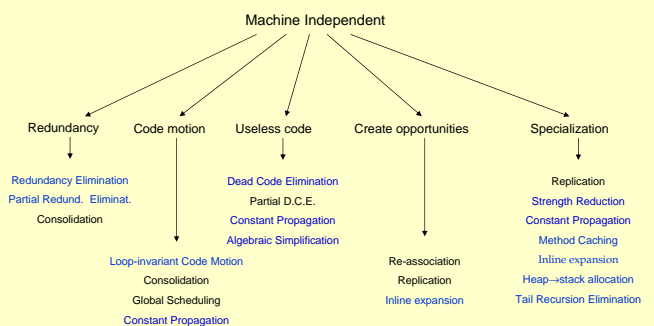 Machine Independent
Redundancy
Code motion
Useless code
Create opportunities
Specialization
Redundancy Elimination
Partial Redund. Eliminat.
Consolidation
Loop-invariant Code Motion
Consolidation
Global Scheduling
Constant Propagation
Dead Code Elimination
Partial D.C.E.
Constant Propagation
Algebraic Simplification
Re-association
Replication
Inline expansion
Replication
Strength Reduction
Constant Propagation
Method Caching
Inline expansion
Heap→stack allocation
Tail Recursion Elimination